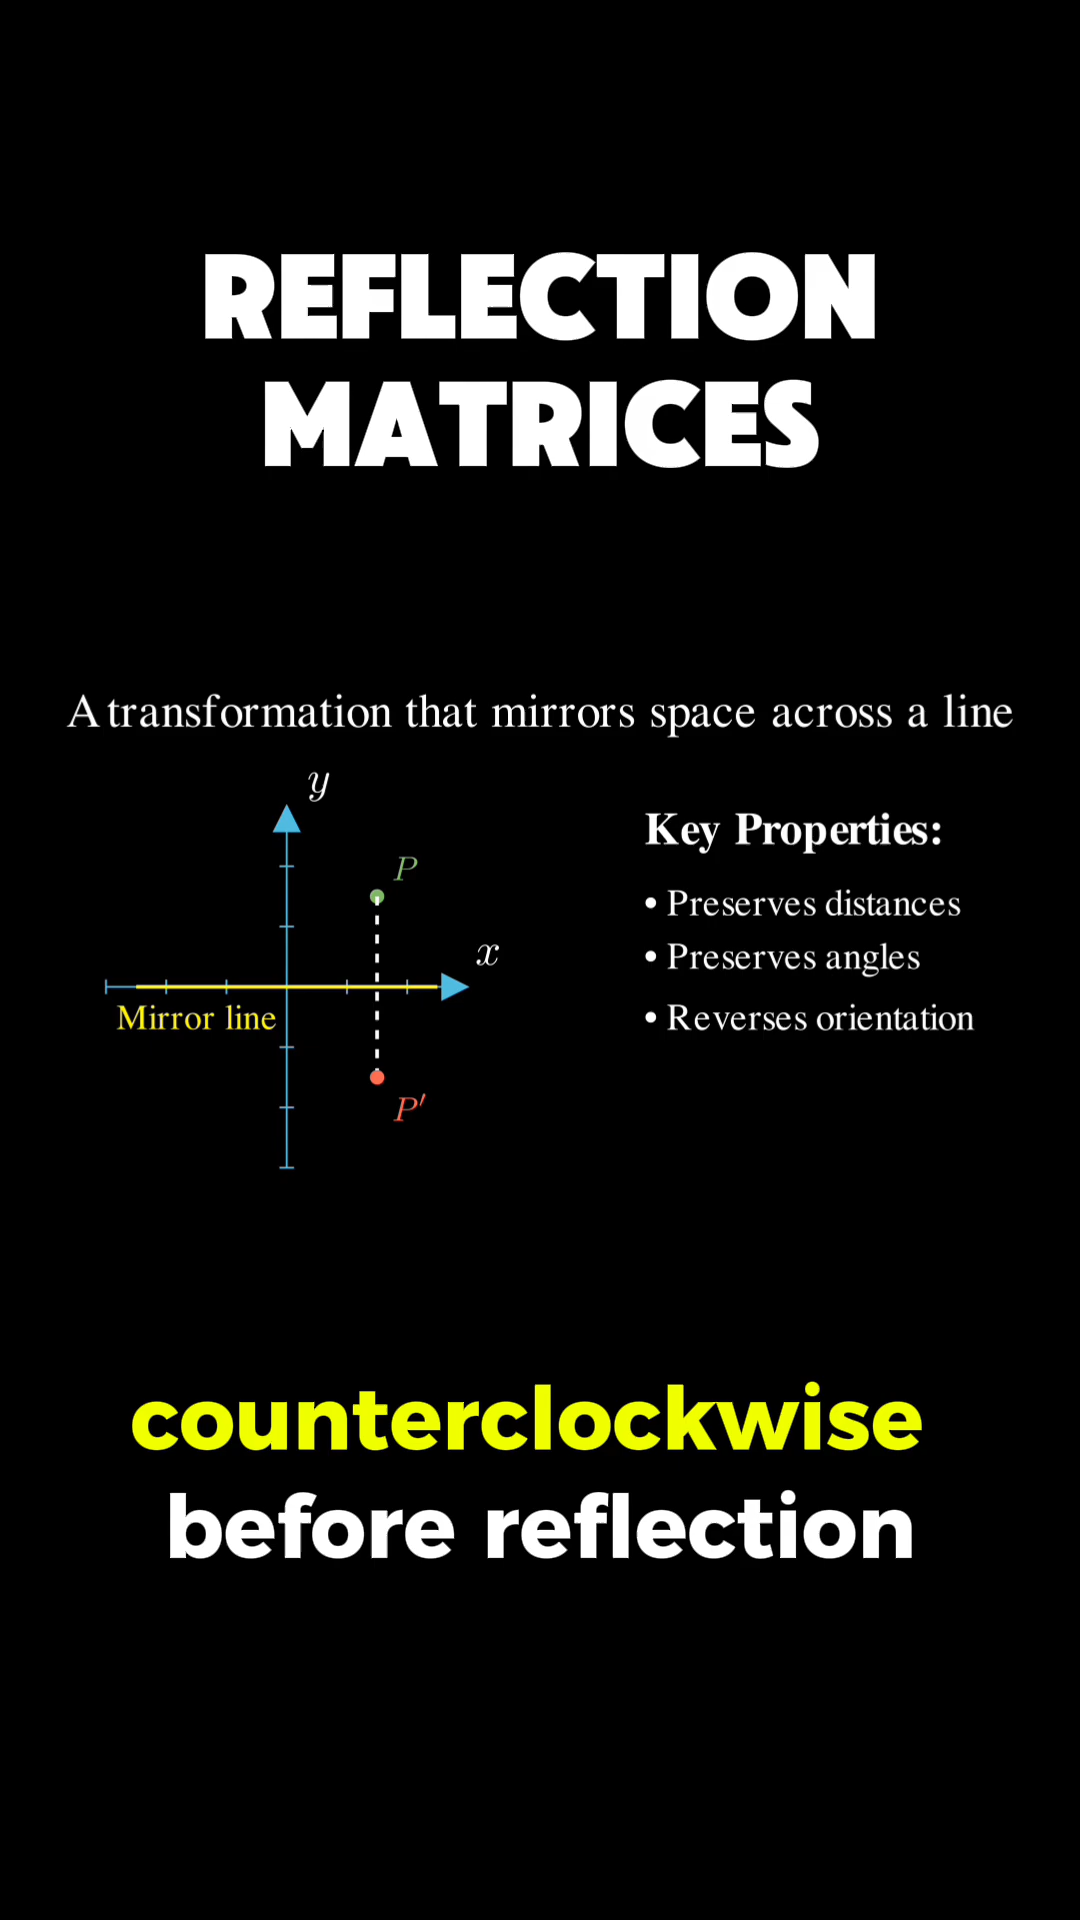 REFLECTION
MATRICES
A transformation that mirrors space across a line
y
P
x
Mirror line
P′
Key Properties:
• Preserves distances
• Preserves angles
• Reverses orientation
counterclockwise
before reflection